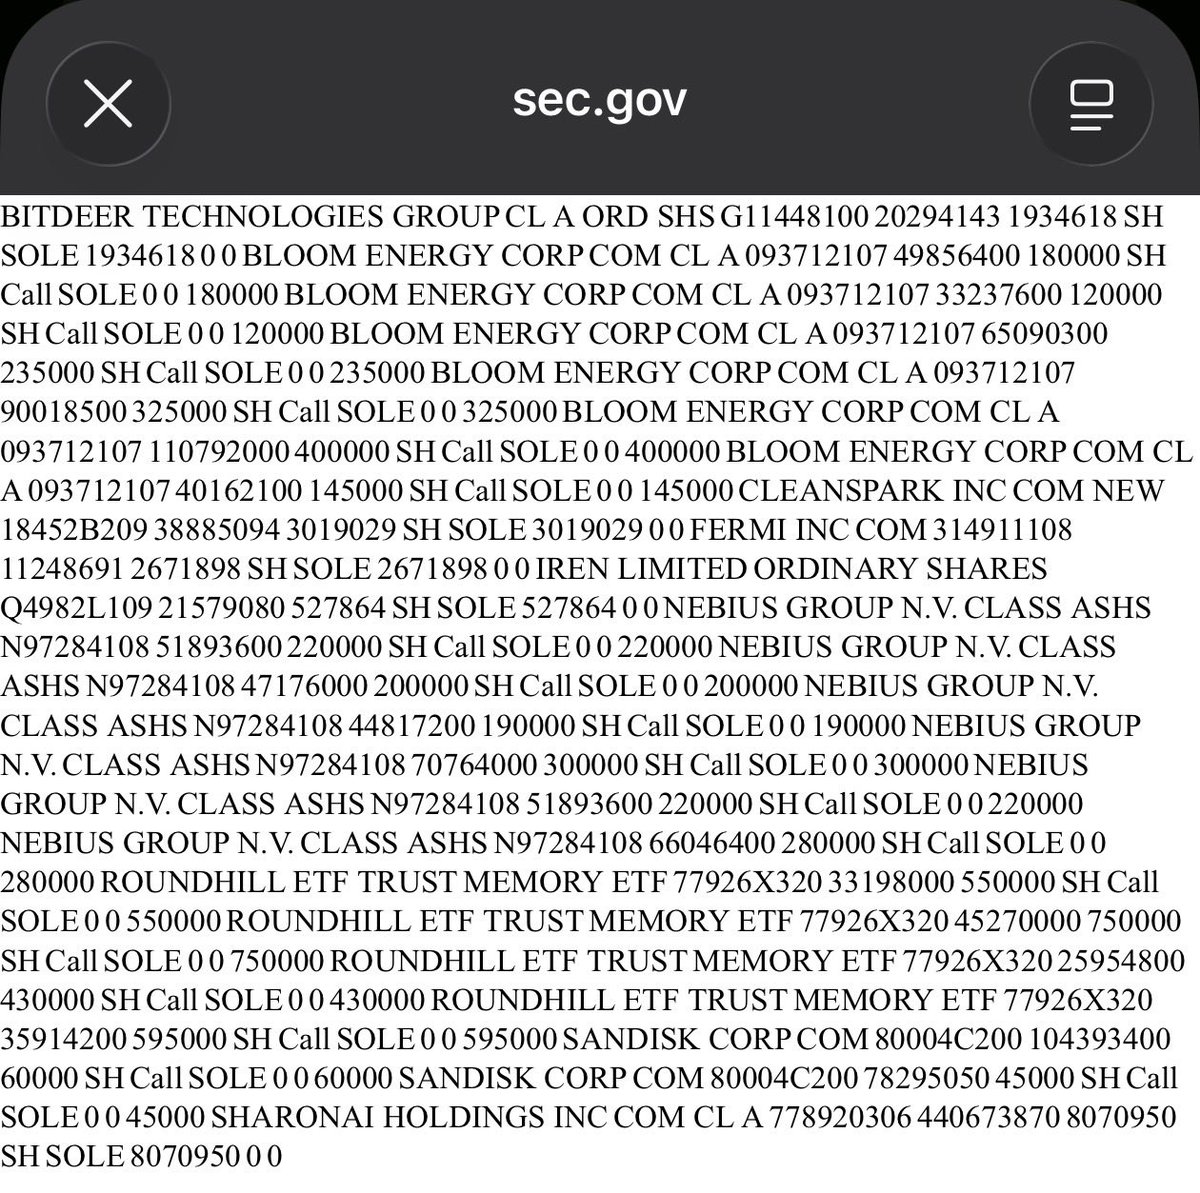 sec.gov
BITDEER TECHNOLOGIES GROUP CL A ORD SHS G11448100 20294143 1934618 SH
SOLE 1934618 0 0 BLOOM ENERGY CORP COM CL A 093712107 49856400 180000 SH
Call SOLE 0 0 180000 BLOOM ENERGY CORP COM CL A 093712107 33237600 120000
SH Call SOLE 0 0 120000 BLOOM ENERGY CORP COM CL A 093712107 65090300
235000 SH Call SOLE 0 0 235000 BLOOM ENERGY CORP COM CL A 093712107
90018500 325000 SH Call SOLE 0 0 325000 BLOOM ENERGY CORP COM CL A
093712107 110792000 400000 SH Call SOLE 0 0 400000 BLOOM ENERGY CORP COM CL
A 093712107 40162100 145000 SH Call SOLE 0 0 145000 CLEANSPARK INC COM NEW
18452B209 38885094 3019029 SH SOLE 3019029 0 0 FERMI INC COM 314911108
11248691 2671898 SH SOLE 2671898 0 0 IREN LIMITED ORDINARY SHARES
Q4982L109 21579080 527864 SH SOLE 527864 0 0 NEBIUS GROUP N.V. CLASS ASHS
N97284108 51893600 220000 SH Call SOLE 0 0 220000 NEBIUS GROUP N.V. CLASS
ASHS N97284108 47176000 200000 SH Call SOLE 0 0 200000 NEBIUS GROUP N.V.
CLASS ASHS N97284108 44817200 190000 SH Call SOLE 0 0 190000 NEBIUS GROUP
N.V. CLASS ASHS N97284108 70764000 300000 SH Call SOLE 0 0 300000 NEBIUS
GROUP N.V. CLASS ASHS N97284108 51893600 220000 SH Call SOLE 0 0 220000
NEBIUS GROUP N.V. CLASS ASHS N97284108 66046400 280000 SH Call SOLE 0 0
280000 ROUNDHILL ETF TRUST MEMORY ETF 77926X320 33198000 550000 SH Call
SOLE 0 0 550000 ROUNDHILL ETF TRUST MEMORY ETF 77926X320 45270000 750000
SH Call SOLE 0 0 750000 ROUNDHILL ETF TRUST MEMORY ETF 77926X320 25954800
430000 SH Call SOLE 0 0 430000 ROUNDHILL ETF TRUST MEMORY ETF 77926X320
35914200 595000 SH Call SOLE 0 0 595000 SANDISK CORP COM 80004C200 104393400
60000 SH Call SOLE 0 0 60000 SANDISK CORP COM 80004C200 78295050 45000 SH Call
SOLE 0 0 45000 SHARONAI HOLDINGS INC COM CL A 778920306 440673870 8070950
SH SOLE 8070950 0 0